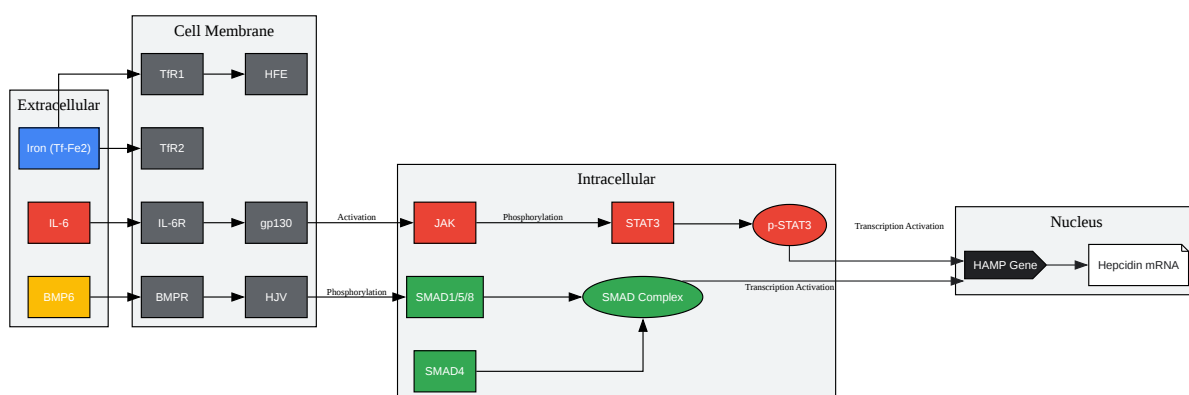 Cell Membrane
TfR1
HFE
Extracellular
Iron (Tf-Fe2)
TfR2
Intracellular
IL-6
IL-6R
gp130
Activation
JAK
Phosphorylation
STAT3
p-STAT3
Transcription Activation
Nucleus
HAMP Gene
Hepcidin mRNA
BMP6
BMPR
HJV
Phosphorylation
SMAD1/5/8
SMAD Complex
Transcription Activation
SMAD4